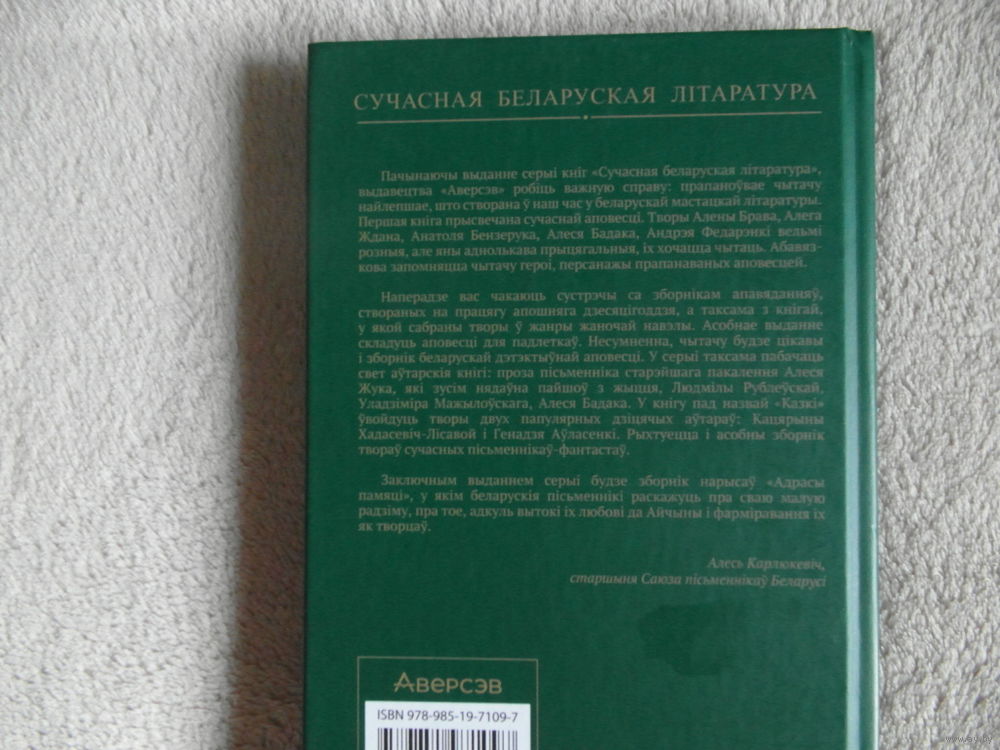 СУЧАСНАЯ БЕЛАРУСКАЯ ЛІТАРАТУРА
Пачынаючы выданне серыі кніг «Сучасная беларуская літаратура»,
выдавецтва «Аверсэв» робіць важную справу: прапаноўвае чытачу
найлепшае, што створана ў наш час у беларускай мастацкай літаратуры.
Першая кніга прысвечана сучаснай аповесці. Творы Алены Брава, Алега
Ждана, Анатоля Бензерука, Алеся Бадака, Андрэя Федарэнкі вельмі
розныя, але яны аднолькава прыцягальныя, іх хочацца чытаць. Абавяз-
кова запомняцца чытачу героі, персанажы прапанаваных аповесцей.
Наперадзе вас чакаюць сустрэчы са зборнікам апавяданняў,
створаных на працягу апошняга дзесяцігоддзя, а таксама з кнігай,
у якой сабраны творы ў жанры жаночай навэлы. Асобнае выданне
складуць аповесці для падлеткаў. Несумненна, чытачу будзе цікавы
і зборнік беларускай дэтэктыўнай аповесці. У серыі таксама пабачаць
свет аўтарскія кнігі: проза пісьменніка старэйшага пакалення Алеся
Жука, які зусім нядаўна пайшоў з жыцця, Людмілы Рублеўскай,
Уладзіміра Мажылоўскага, Алеся Бадака. У кнігу пад назвай «Казкі»
ўвойдуць творы двух папулярных дзіцячых аўтараў: Кацярыны
Хадасевіч-Лісавой і Генадзя Аўласенкі. Рыхтуецца і асобны зборнік
твораў сучасных пісьменнікаў-фантастаў.
Заключным выданнем серыі будзе зборнік нарысаў «Адрасы
памяці», у якім беларускія пісьменнікі раскажуць пра сваю малую
радзіму, пра тое, адкуль вытокі іх любові да Айчыны і фарміравання іх
як творцаў.
Алесь Карлюкевіч,
старшыня Саюза пісьменнікаў Беларусі
Аверсэв
ISBN 978-985-19-7109-7